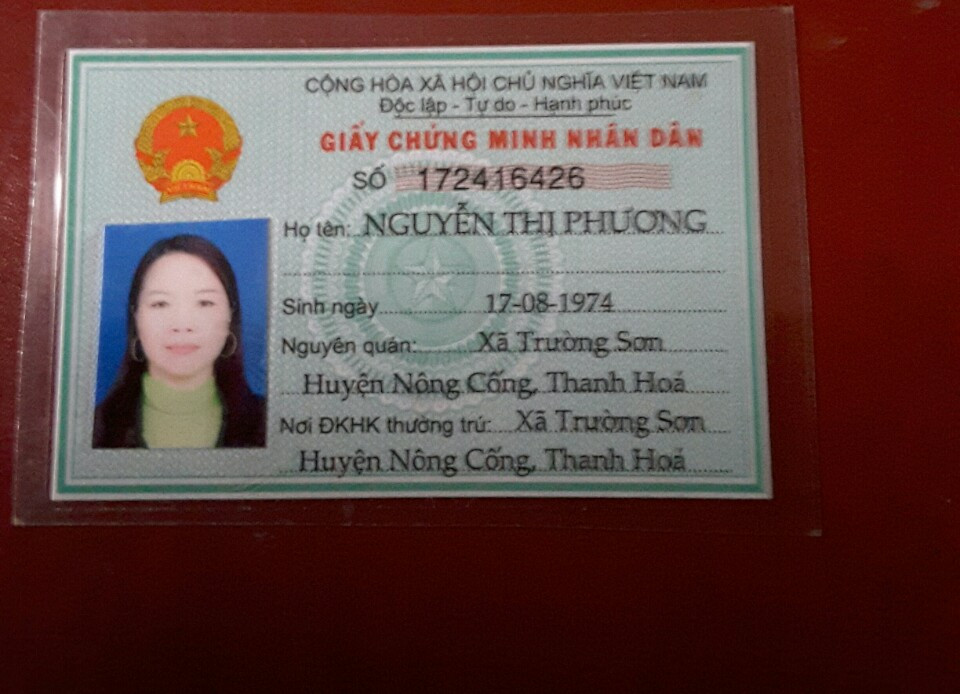 CỘNG HÒA XÃ HỘI CHỦ NGHĨA VIỆT NAM
Độc lập - Tự do - Hạnh phúc
GIẤY CHỨNG MINH NHÂN DÂN
SỐ 172416426
Họ tên: NGUYỄN THỊ PHƯƠNG
Sinh ngày 17-08-1974
Nguyên quán: Xã Trường Sơn
Huyện Nông Cống, Thanh Hoá
Nơi ĐKHK thường trú: Xã Trường Sơn
Huyện Nông Cống, Thanh Hoá